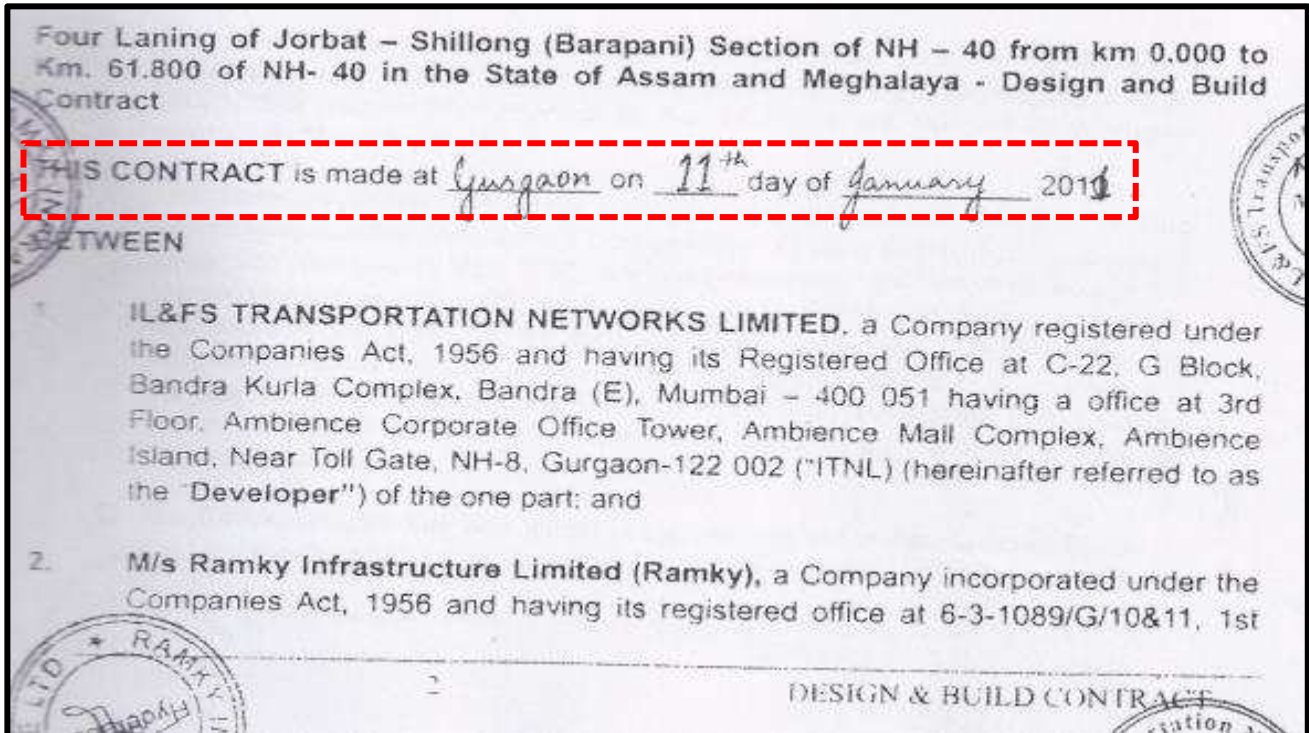 Four Laning of Jorbat – Shillong (Barapani) Section of NH – 40 from km 0.000 to
Km. 61.800 of NH- 40 in the State of Assam and Meghalaya - Design and Build
Contract
THIS CONTRACT is made at Gurgaon on 11th day of January 2011
BETWEEN
1. IL&FS TRANSPORTATION NETWORKS LIMITED, a Company registered under
the Companies Act, 1956 and having its Registered Office at C-22, G Block,
Bandra Kurla Complex, Bandra (E), Mumbai – 400 051 having a office at 3rd
Floor, Ambience Corporate Office Tower, Ambience Mall Complex, Ambience
Island, Near Toll Gate, NH-8, Gurgaon-122 002 ("ITNL) (hereinafter referred to as
the "Developer") of the one part; and
2. M/s Ramky Infrastructure Limited (Ramky), a Company incorporated under the
Companies Act, 1956 and having its registered office at 6-3-1089/G/10&11, 1st
DESIGN & BUILD CONTRACT
RAMKY
LTD